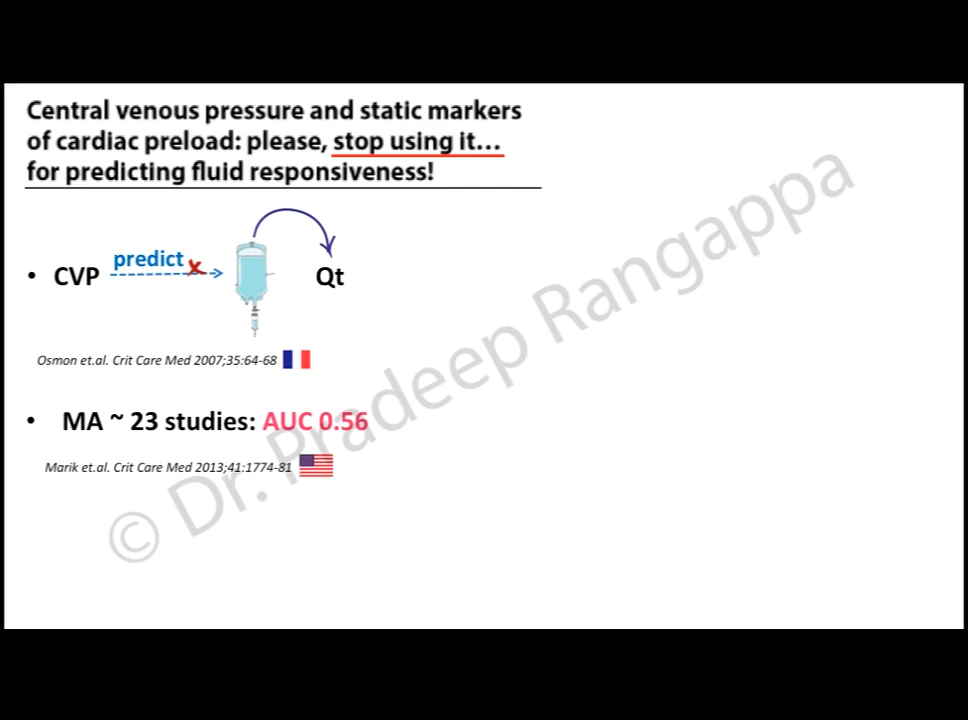 Central venous pressure and static markers
of cardiac preload: please, stop using it...
for predicting fluid responsiveness!
• CVP predict x Qt
Osmon et.al. Crit Care Med 2007;35:64-68
• MA ~ 23 studies: AUC 0.56
Marik et.al. Crit Care Med 2013;41:1774-81
© Dr. Pradeep Rangappa